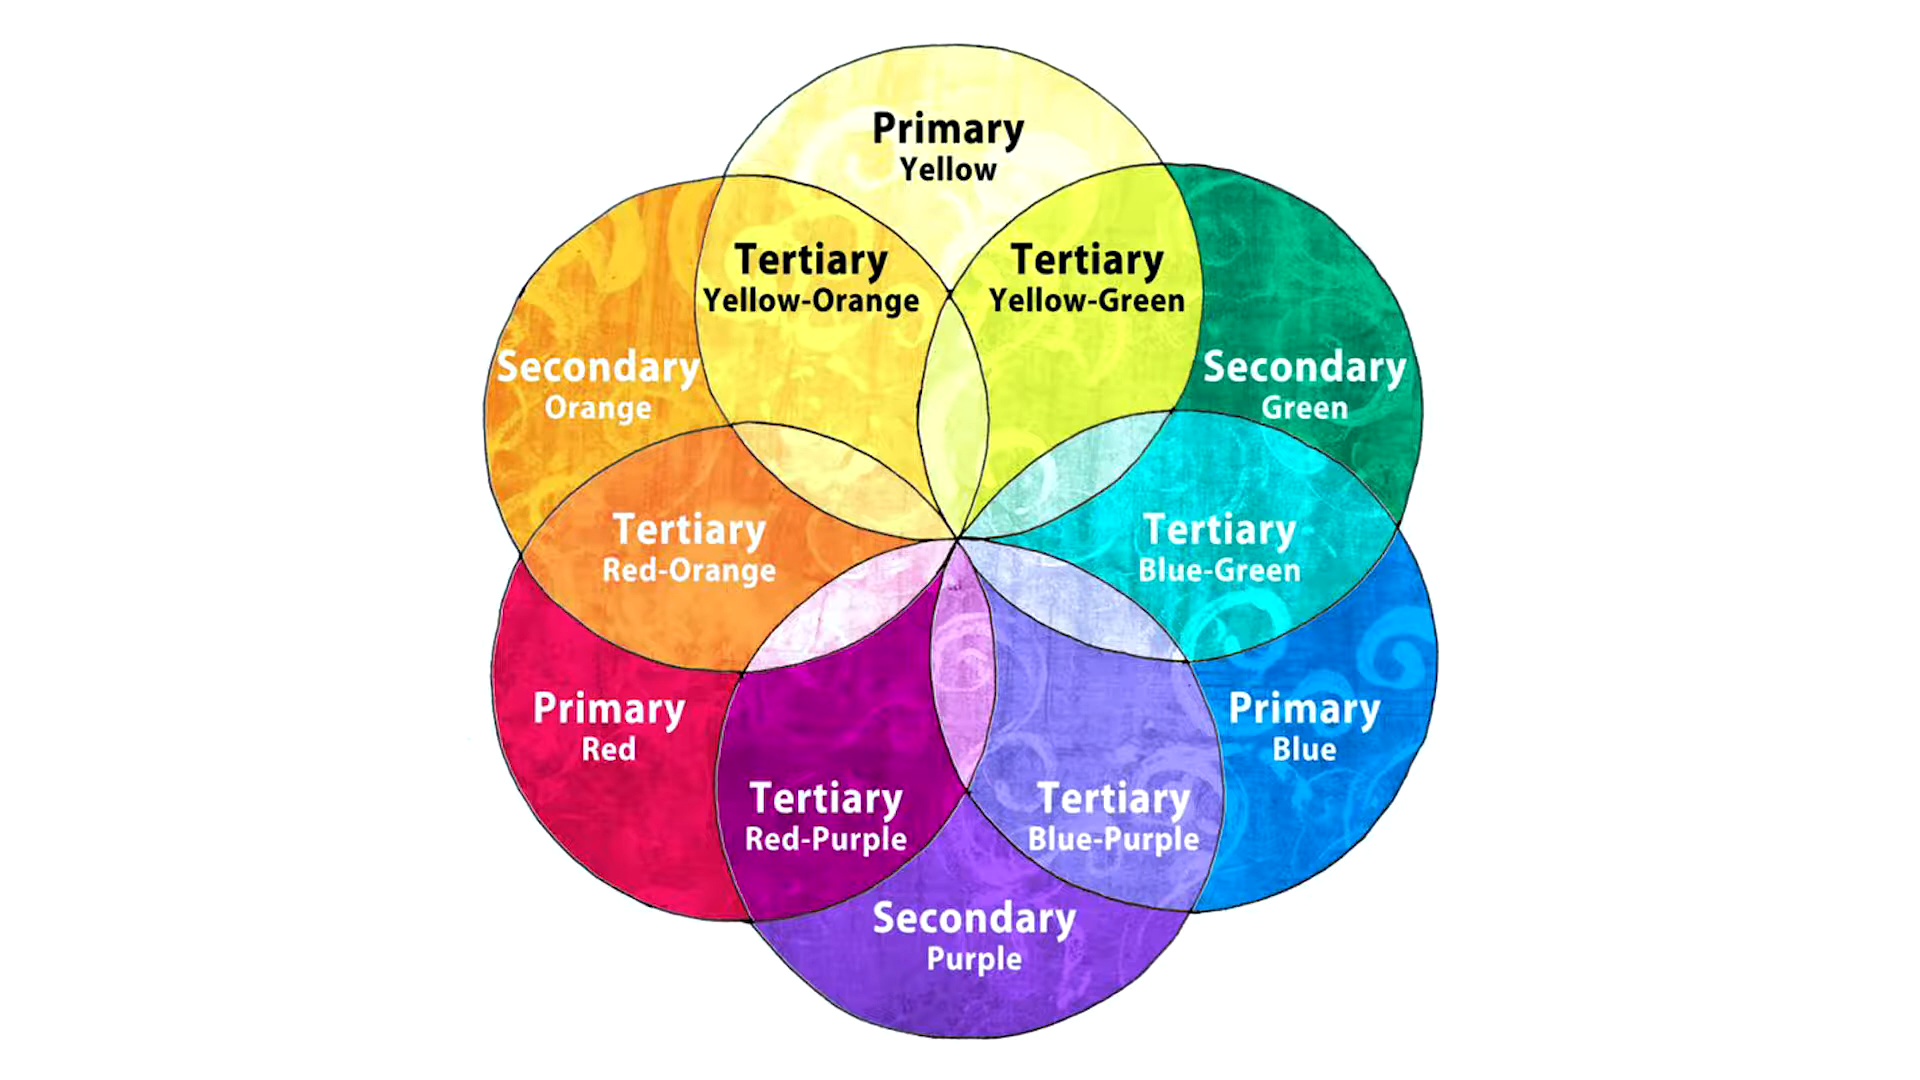 Primary
Yellow
Tertiary
Yellow-Orange
Tertiary
Yellow-Green
Secondary
Orange
Secondary
Green
Tertiary
Red-Orange
Tertiary
Blue-Green
Primary
Red
Primary
Blue
Tertiary
Red-Purple
Tertiary
Blue-Purple
Secondary
Purple